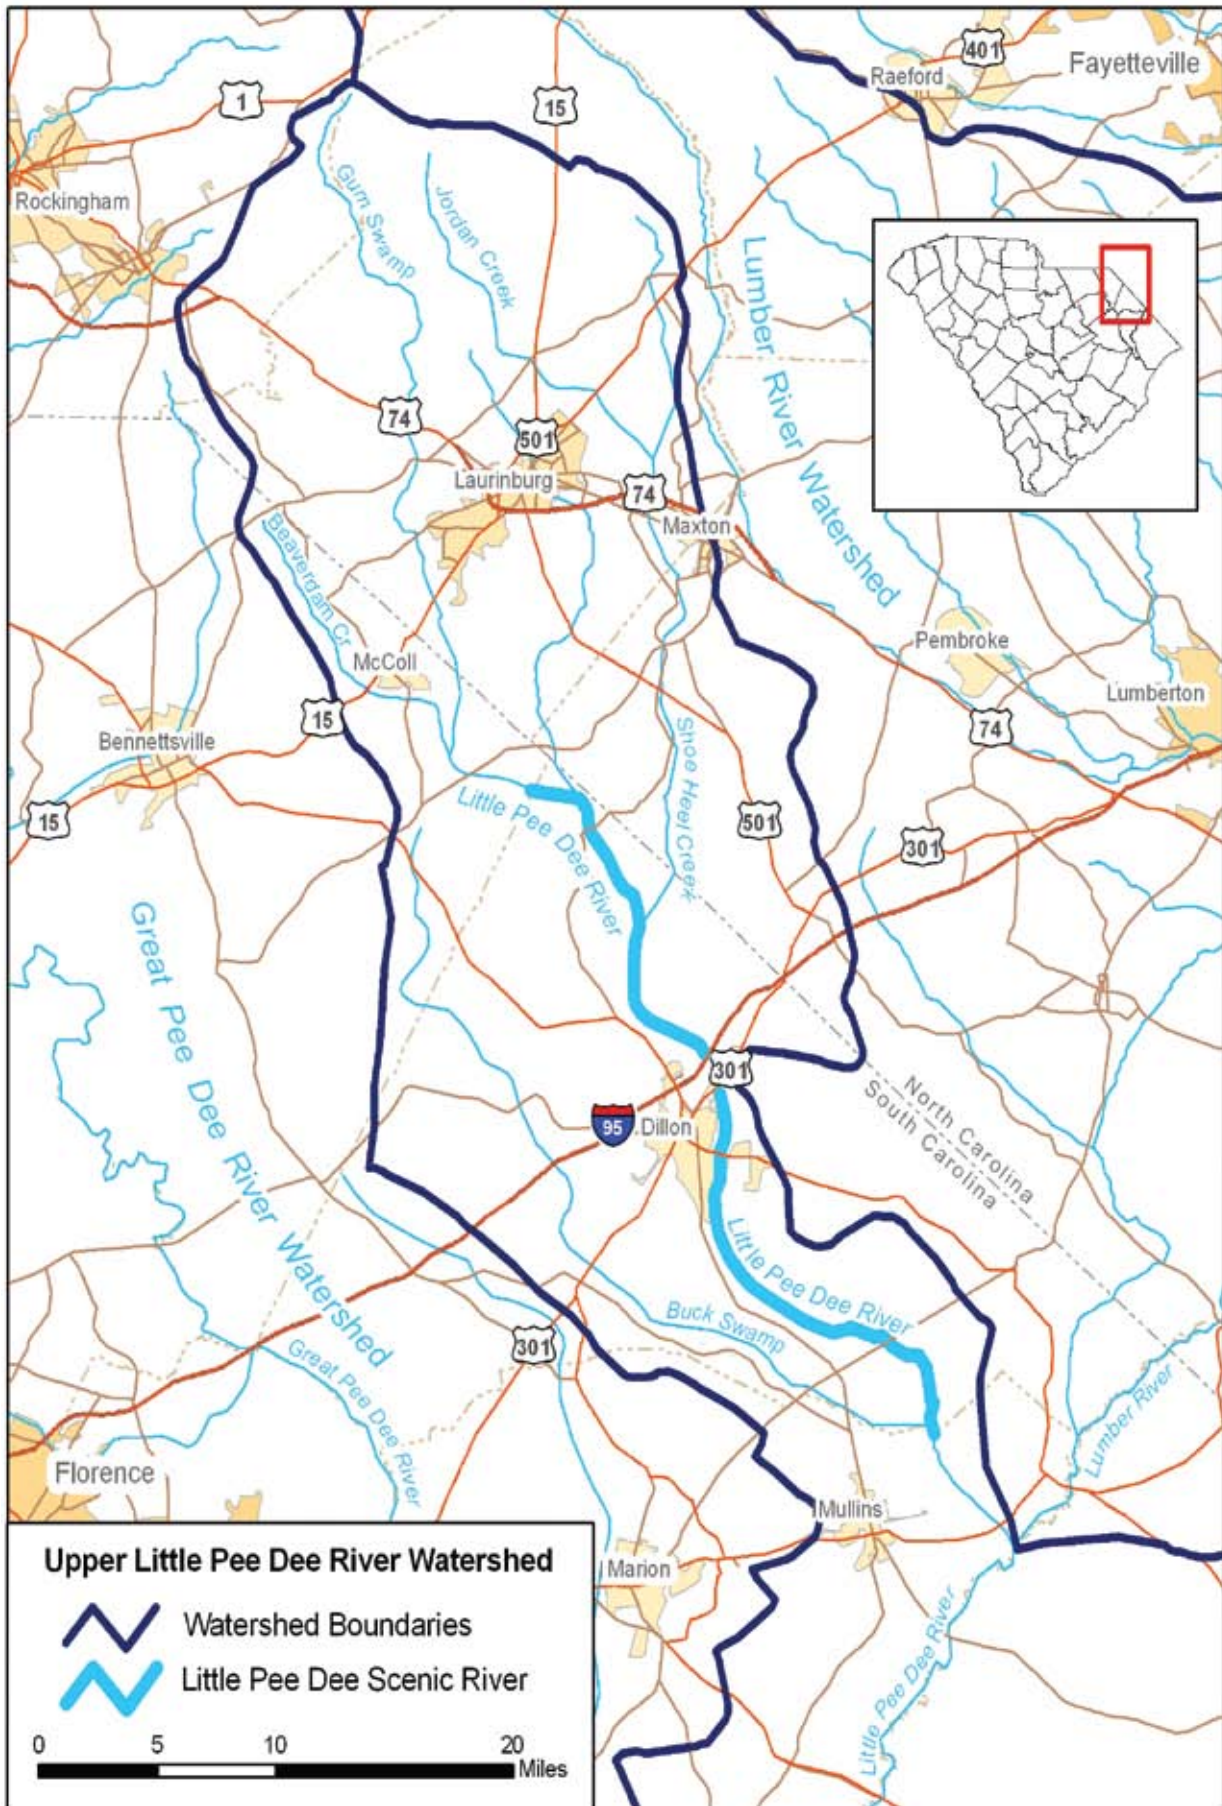 401
Fayetteville
Raeford
1
15
Rockingham
Gum Swamp
Jordan Creek
Lumber River Watershed
74
501
Laurinburg
74
Maxton
Beaverdam Cr
McColl
Pembroke
Lumberton
15
74
Bennettsville
Shoe Heel Creek
15
Little Pee Dee River
501
301
Great Pee Dee River Watershed
301
North Carolina
South Carolina
95
Dillon
Little Pee Dee River
Buck Swamp
301
Great Pee Dee River
Lumber River
Florence
Mullins
Marion
Little Pee Dee River
Upper Little Pee Dee River Watershed
Watershed Boundaries
Little Pee Dee Scenic River
0 5 10 20
Miles